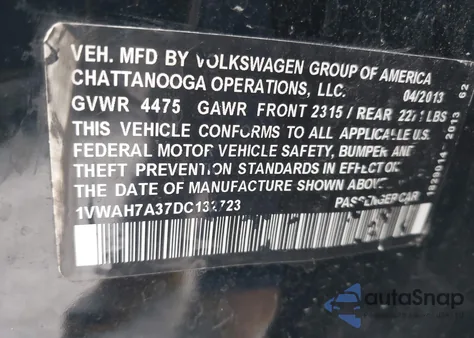 VEH. MFD BY VOLKSWAGEN GROUP OF AMERICA
CHATTANOOGA OPERATIONS, LLC. 04/2013 G2
GVWR 4475 GAWR FRONT 2315 / REAR LBS
THIS VEHICLE CONFORMS TO ALL APPLICABLE U.S.
FEDERAL MOTOR VEHICLE SAFETY, BUMPER AND
THEFT PREVENTION STANDARDS IN EFFECT ON
THE DATE OF MANUFACTURE SHOWN ABOVE.
PASSENGER CAR
autoSnap